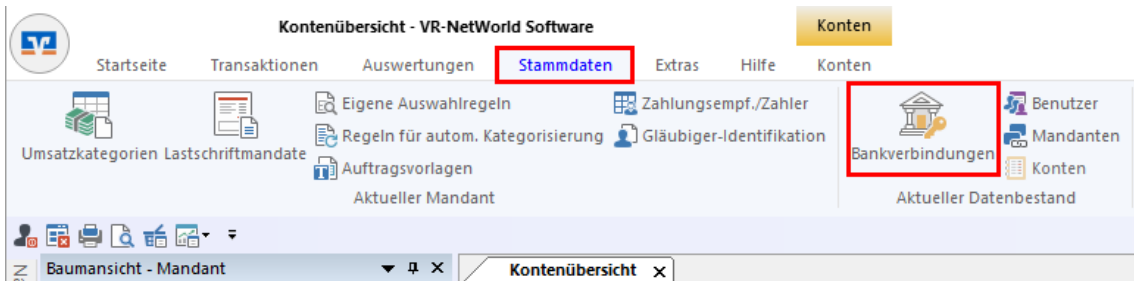 Kontenübersicht - VR-NetWorld Software
Konten
Startseite Transaktionen Auswertungen Stammdaten Extras Hilfe Konten
Umsatzkategorien
Lastschriftmandate
Eigene Auswahlregeln
Regeln für autom. Kategorisierung
Auftragsvorlagen
Zahlungsempf./Zahler
Gläubiger-Identifikation
Aktueller Mandant
Bankverbindungen
Benutzer
Mandanten
Konten
Aktueller Datenbestand
Baumansicht - Mandant
Kontenübersicht